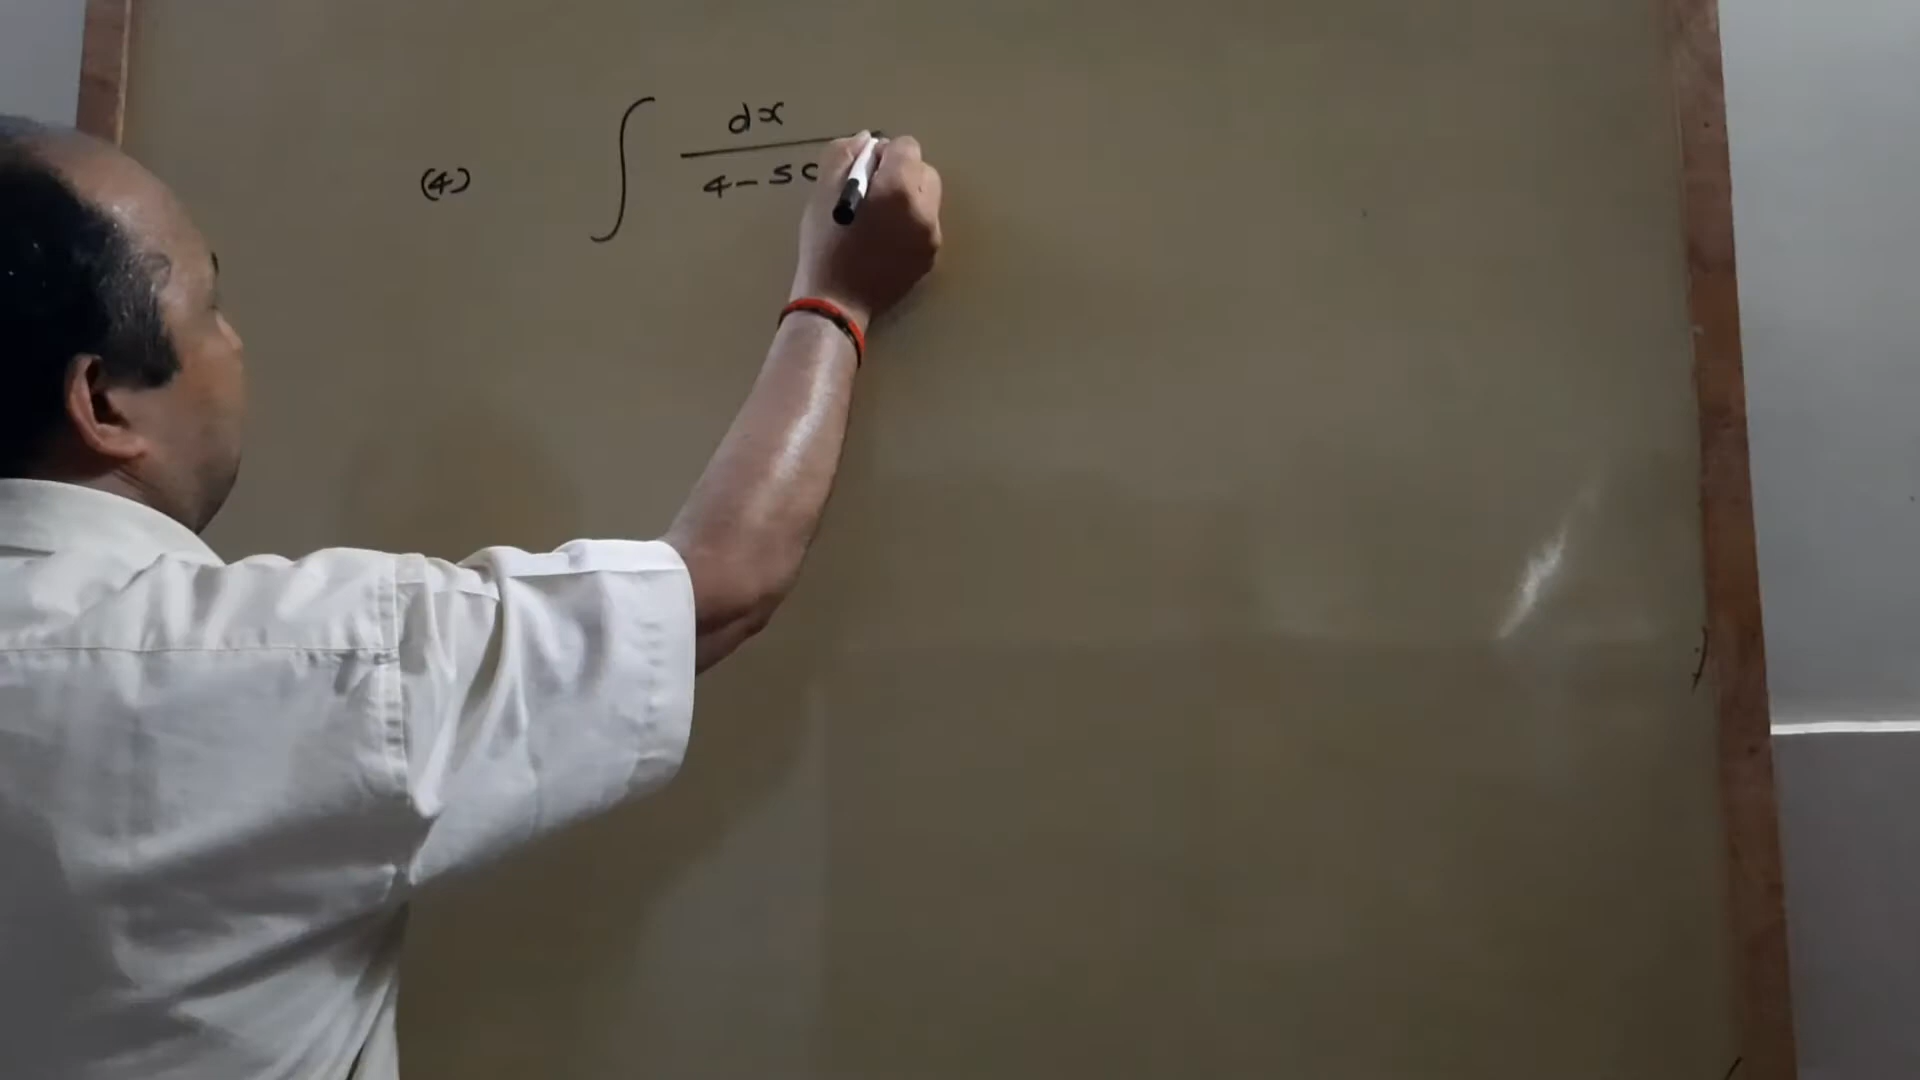 (4) ∫ dx / 4 - 5c